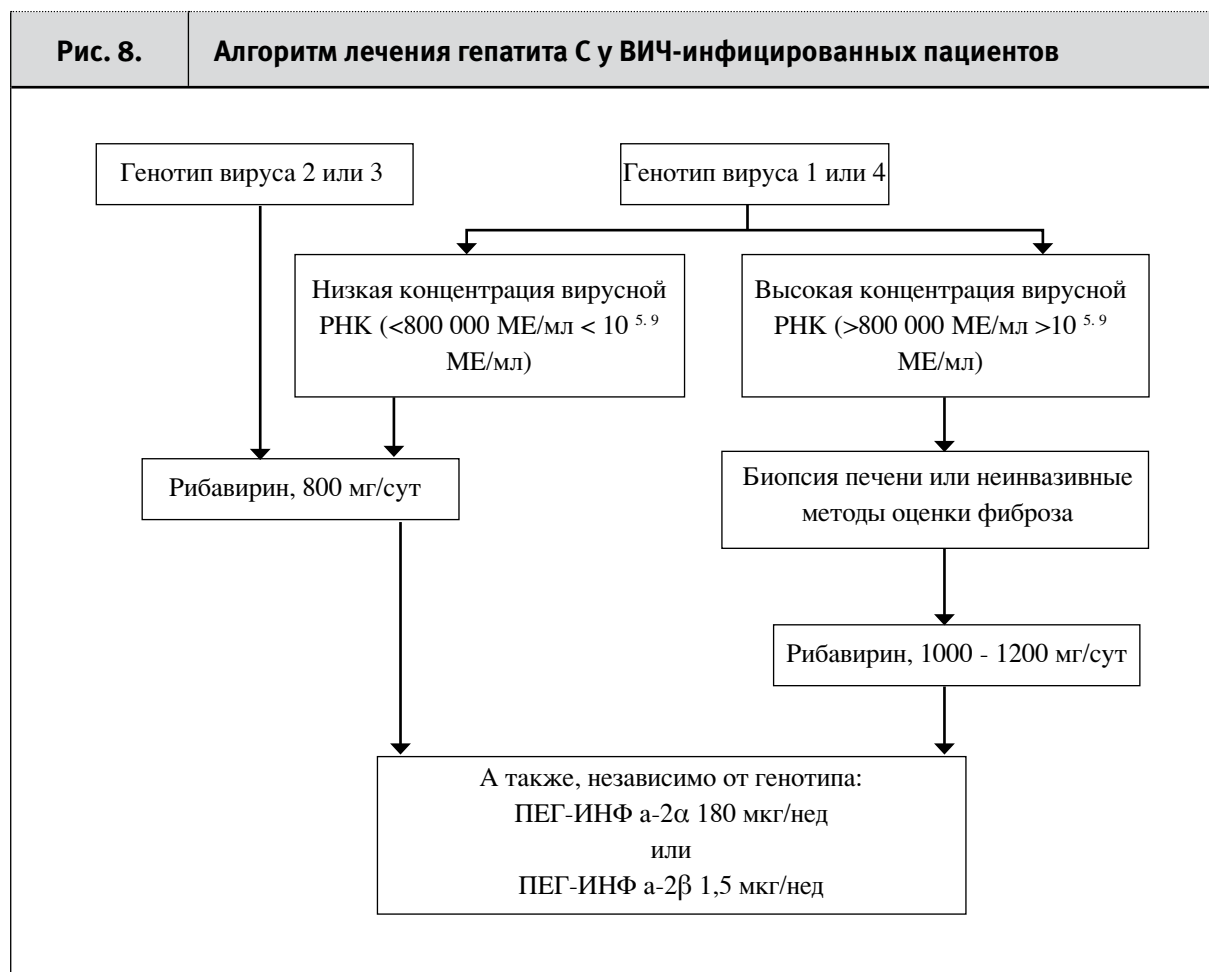 Рис. 8.
Алгоритм лечения гепатита С у ВИЧ-инфицированных пациентов
Генотип вируса 2 или 3
Генотип вируса 1 или 4
Низкая концентрация вирусной
РНК (<800 000 МЕ/мл < 10 5. 9
МЕ/мл)
Высокая концентрация вирусной
РНК (>800 000 МЕ/мл >10 5. 9
МЕ/мл)
Рибавирин, 800 мг/сут
Биопсия печени или неинвазивные
методы оценки фиброза
Рибавирин, 1000 - 1200 мг/сут
А также, независимо от генотипа:
ПЕГ-ИНФ а-2α 180 мкг/нед
или
ПЕГ-ИНФ а-2β 1,5 мкг/нед